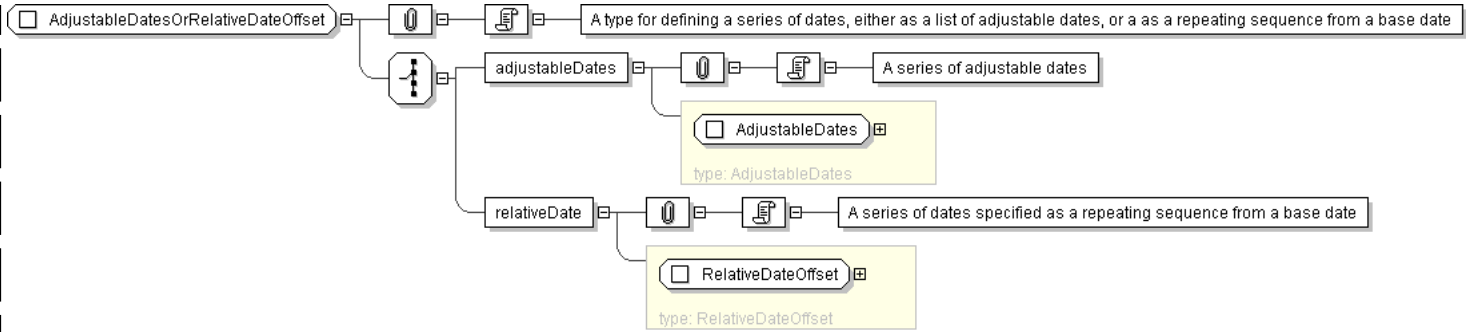 AdjustableDatesOrRelativeDateOffset
A type for defining a series of dates, either as a list of adjustable dates, or a as a repeating sequence from a base date
adjustableDates
A series of adjustable dates
AdjustableDates
type: AdjustableDates
relativeDate
A series of dates specified as a repeating sequence from a base date
RelativeDateOffset
type: RelativeDateOffset